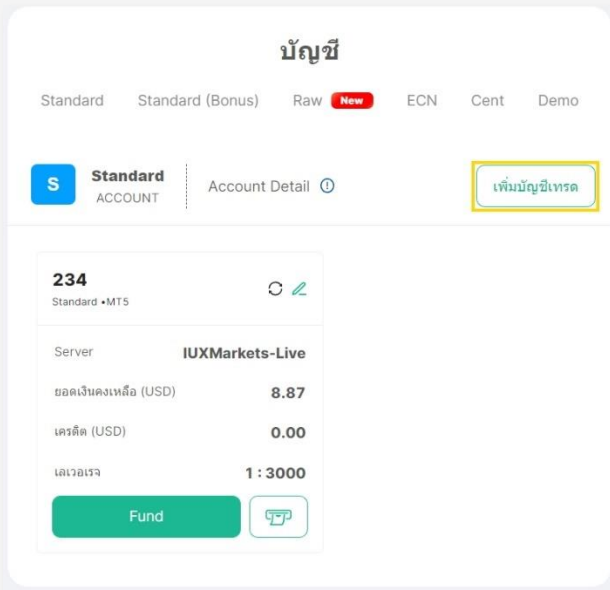 บัญชี
Standard Standard (Bonus) Raw New ECN Cent Demo
S Standard ACCOUNT Account Detail เพิ่มบัญชีเทรด
234
Standard •MT5
Server IUXMarkets-Live
ยอดเงินคงเหลือ (USD) 8.87
เครดิต (USD) 0.00
เลเวอเรจ 1 : 3000
Fund